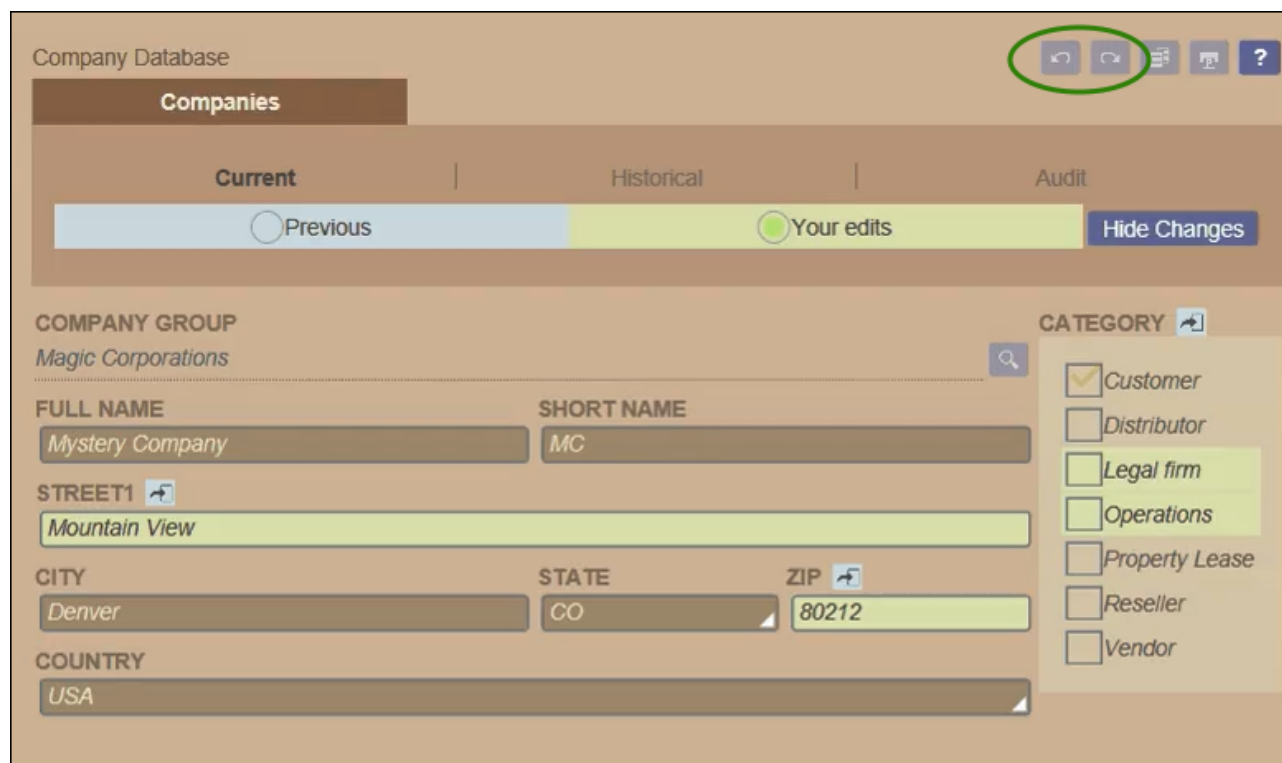 Company Database
?
Companies
Current | Historical | Audit
Previous
Your edits
Hide Changes
COMPANY GROUP
Magic Corporations
FULL NAME
SHORT NAME
Mystery Company
MC
STREET1
Mountain View
CITY
STATE
ZIP
Denver
CO
80212
COUNTRY
USA
CATEGORY
Customer
Distributor
Legal firm
Operations
Property Lease
Reseller
Vendor